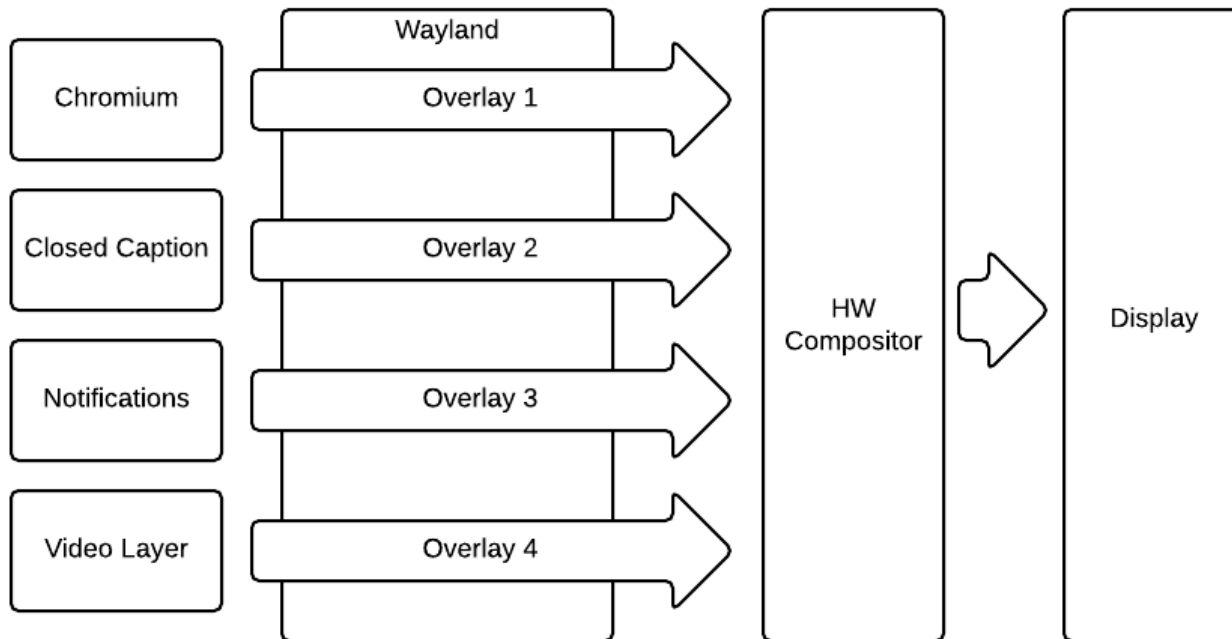 Wayland
Chromium
Overlay 1
Closed Caption
Overlay 2
Notifications
Overlay 3
Video Layer
Overlay 4
HW
Compositor
Display